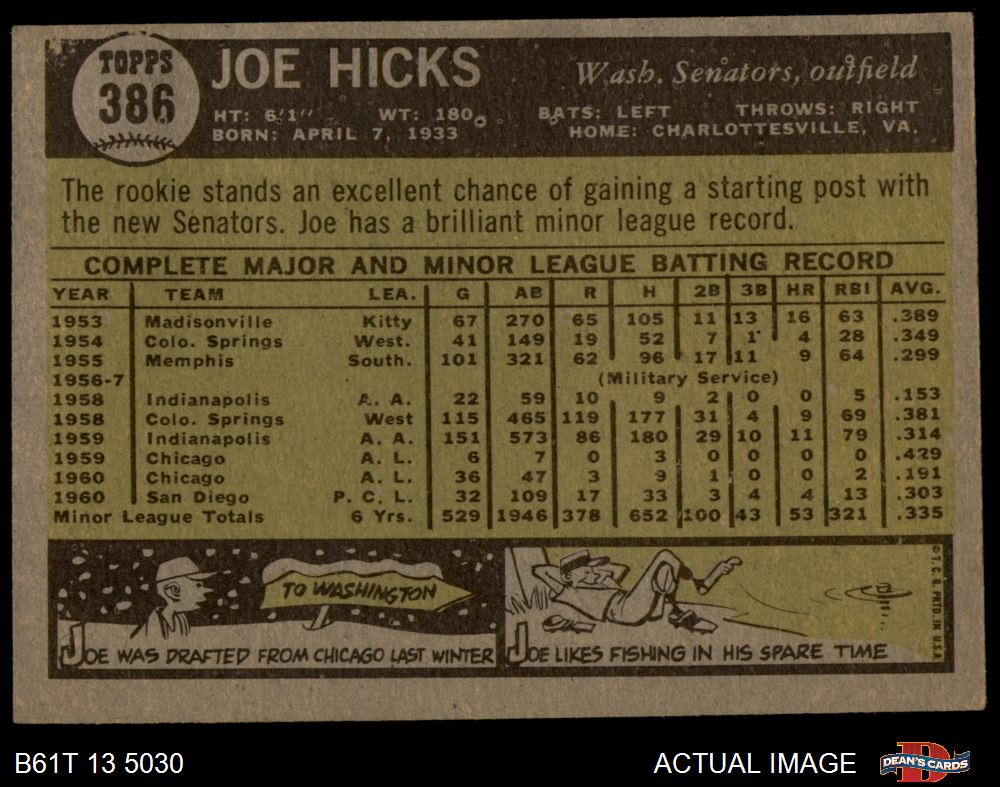 TOPPS
386
JOE HICKS
Wash. Senators, outfield
HT: 6'1" WT: 180 BATS: LEFT THROWS: RIGHT
BORN: APRIL 7, 1933 HOME: CHARLOTTESVILLE, VA.
The rookie stands an excellent chance of gaining a starting post with
the new Senators. Joe has a brilliant minor league record.
COMPLETE MAJOR AND MINOR LEAGUE BATTING RECORD
YEAR TEAM LEA. G AB R H 2B 3B HR RBI AVG.
1953 Madisonville Kitty 67 270 65 105 11 13 16 63 .389
1954 Colo. Springs West. 41 149 19 52 7 1 4 28 .349
1955 Memphis South. 101 321 62 96 17 11 9 64 .299
1956-7 (Military Service)
1958 Indianapolis A. A. 22 59 10 9 2 0 0 5 .153
1958 Colo. Springs West 115 465 119 177 31 4 9 69 .381
1959 Indianapolis A. A. 151 573 86 180 29 10 11 79 .314
1959 Chicago A. L. 6 7 0 3 0 0 0 0 .429
1960 Chicago A. L. 36 47 3 9 1 0 0 2 .191
1960 San Diego P. C. L. 32 109 17 33 3 4 4 13 .303
Minor League Totals 6 Yrs. 529 1946 378 652 100 43 53 321 .335
TO WASHINGTON
JOE WAS DRAFTED FROM CHICAGO LAST WINTER
JOE LIKES FISHING IN HIS SPARE TIME
© T. C. G. PRTD. IN U.S.A.
B61T 13 5030
ACTUAL IMAGE
DEAN'S CARDS